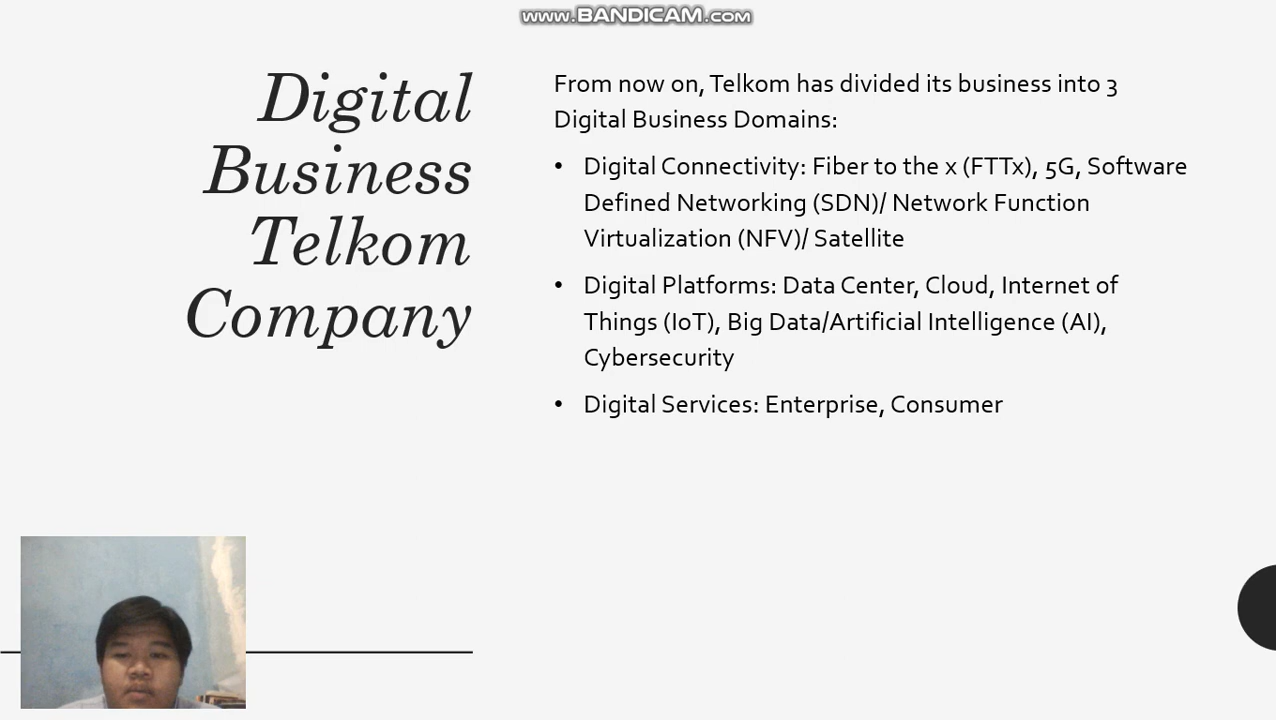 www.BANDICAM.com
Digital
Business
Telkom
Company
From now on, Telkom has divided its business into 3
Digital Business Domains:
• Digital Connectivity: Fiber to the x (FTTx), 5G, Software
Defined Networking (SDN)/ Network Function
Virtualization (NFV)/ Satellite
• Digital Platforms: Data Center, Cloud, Internet of
Things (IoT), Big Data/Artificial Intelligence (AI),
Cybersecurity
• Digital Services: Enterprise, Consumer